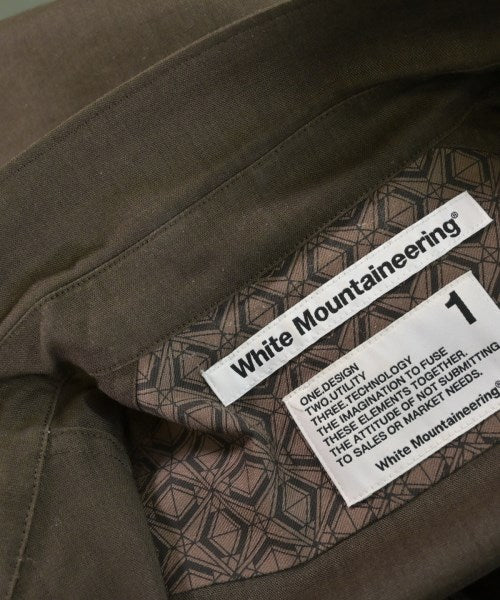 White Mountaineering®
1
ONE.DESIGN
TWO.UTILITY
THREE.TECHNOLOGY
THE IMAGINATION TO FUSE
THESE ELEMENTS TOGETHER.
THE ATTITUDE OF NOT SUBMITTING
TO SALES OR MARKET NEEDS.
White Mountaineering®